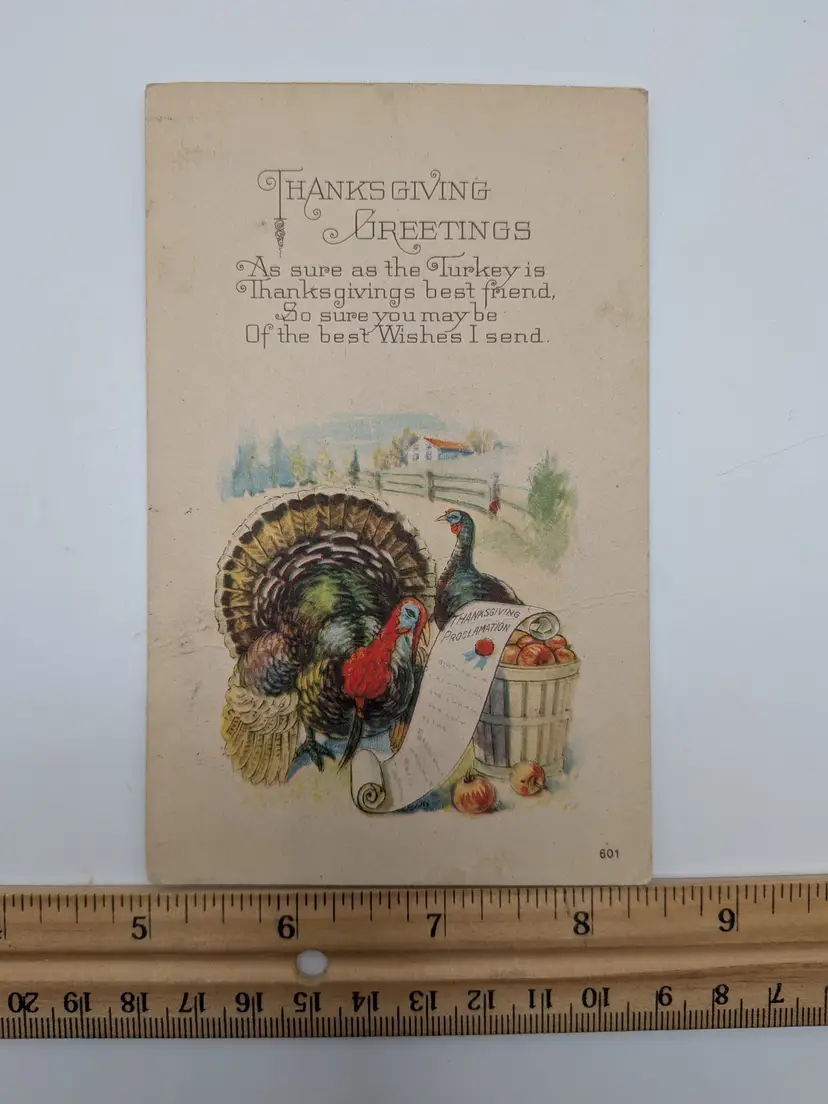 THANKSGIVING
GREETINGS
As sure as the Turkey is
Thanksgivings best friend,
So sure you may be
Of the best Wishes I send.
THANKSGIVING
PROCLAMATION
601
5 6 7 8 9
20 19 18 17 16 15 14 13 12 11 10 9 8 7